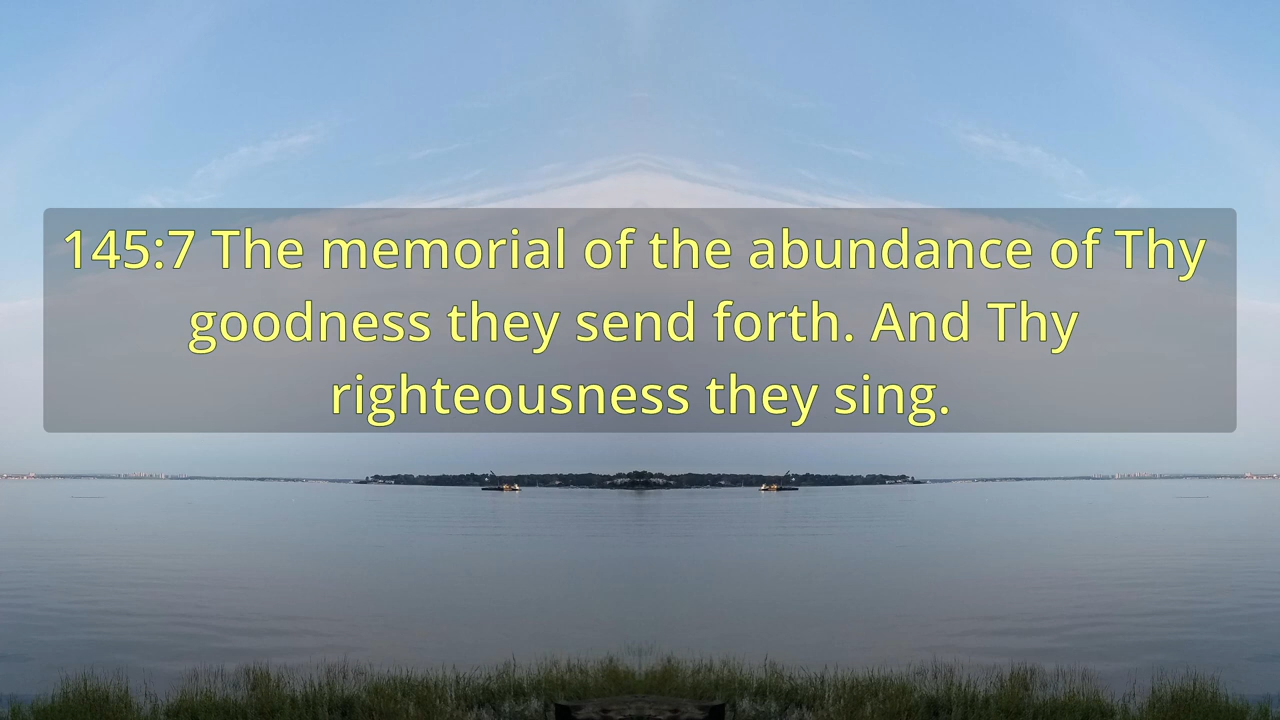 145:7 The memorial of the abundance of Thy
goodness they send forth. And Thy
righteousness they sing.